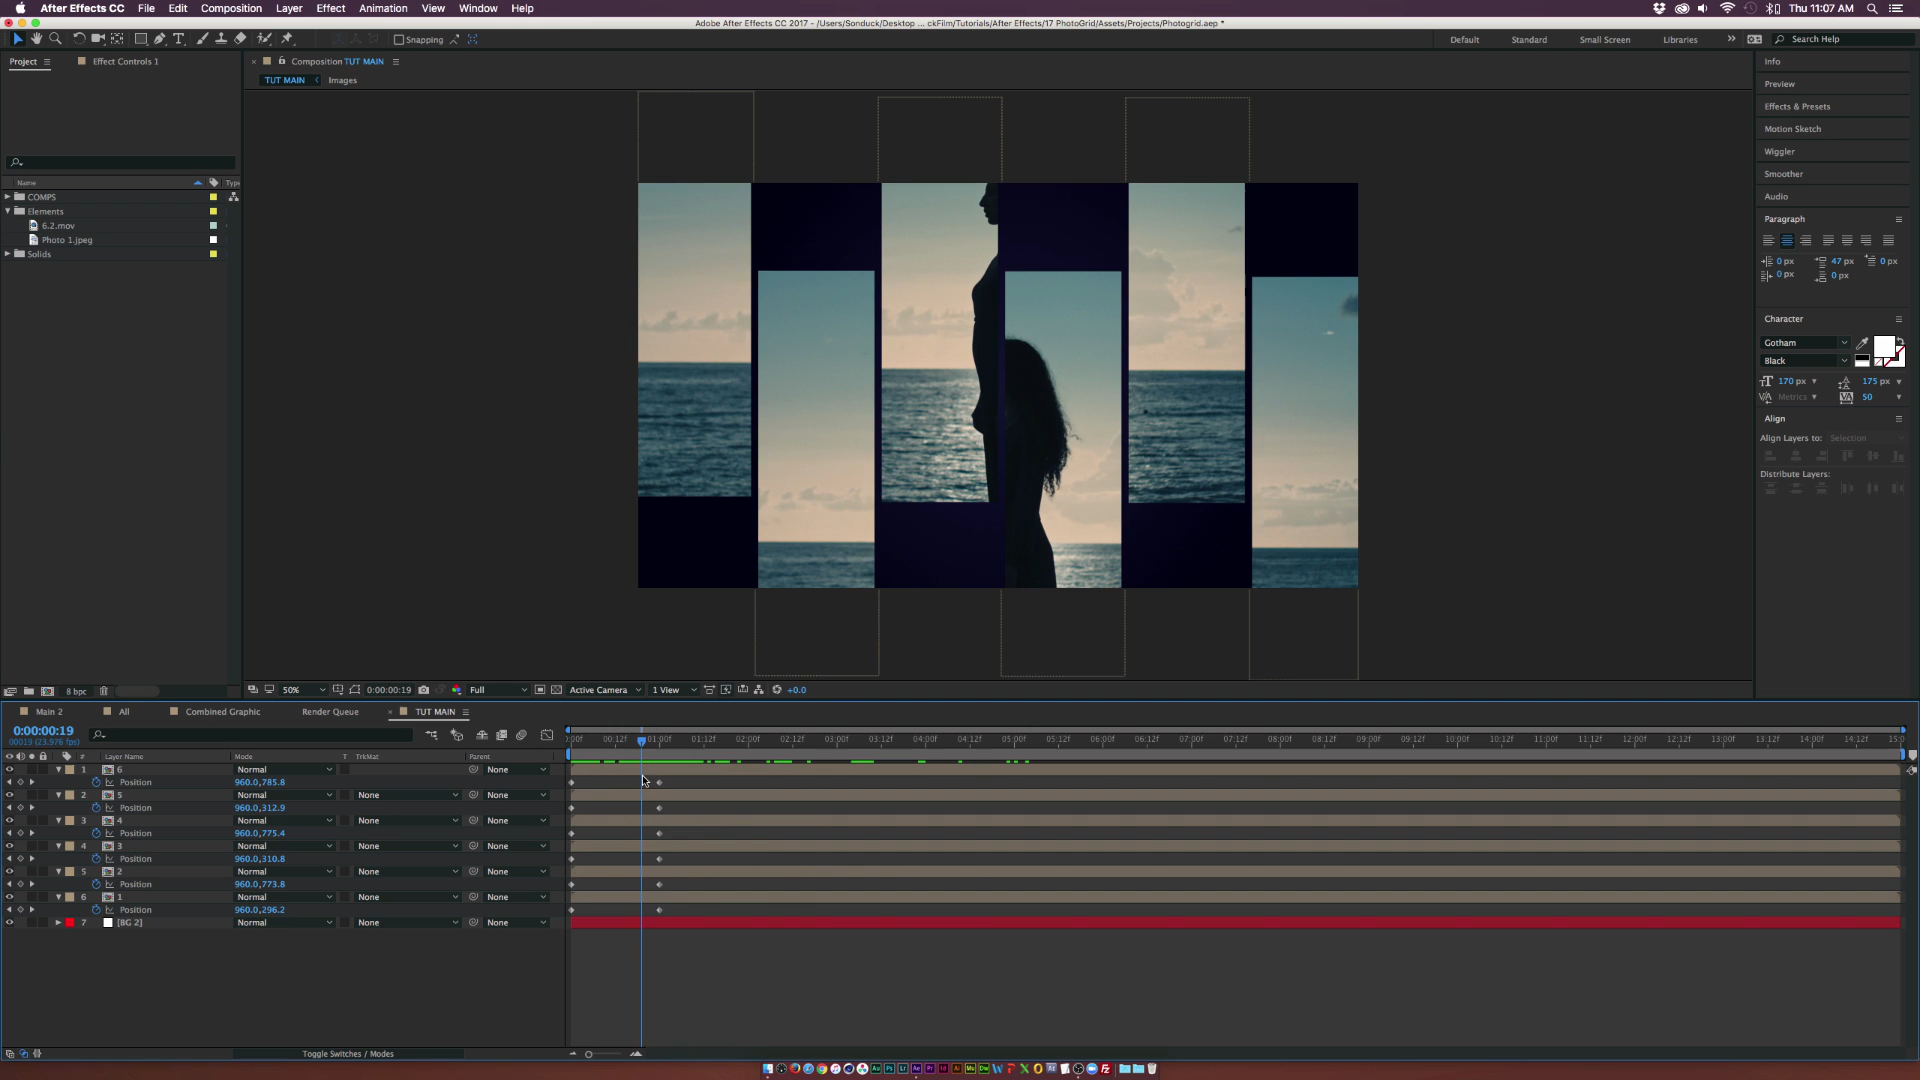 After Effects CC File Edit Composition Layer Effect Animation View Window Help Thu 11:07 AM
Adobe After Effects CC 2017 - /Users/Sonduck/Desktop ... ckFilm/Tutorials/After Effects/17 PhotoGrid/Assets/Projects/Photogrid.aep *
Snapping Default Standard Small Screen Libraries Search Help
Project Effect Controls 1 Composition TUT MAIN Info
TUT MAIN Images Preview
Effects & Presets
Motion Sketch
Wiggler
Smoother
Name Type
COMPS Audio
Elements
6.2.mov Paragraph
Photo 1.jpeg
Solids
0 px 47 px 0 px
0 px 0 px
Character
Gotham
Black
170 px 175 px
Metrics 50
Align
Align Layers to: Selection
Distribute Layers:
8 bpc 50% 0:00:00:19 Full Active Camera 1 View +0.0
Main 2 All Combined Graphic Render Queue TUT MAIN
0:00:00:19
00019 (23.976 fps)
:00f 00:12f 01:00f 01:12f 02:00f 02:12f 03:00f 03:12f 04:00f 04:12f 05:00f 05:12f 06:00f 06:12f 07:00f 07:12f 08:00f 08:12f 09:00f 09:12f 10:00f 10:12f 11:00f 11:12f 12:00f 12:12f 13:00f 13:12f 14:00f 14:12f 15:0
# Layer Name Mode T TrkMat Parent
1 6 Normal None
Position 960.0,785.8
2 5 Normal None None
Position 960.0,312.9
3 4 Normal None None
Position 960.0,775.4
4 3 Normal None None
Position 960.0,310.8
5 2 Normal None None
Position 960.0,773.8
6 1 Normal None None
Position 960.0,296.2
7 [BG 2] Normal None None
Toggle Switches / Modes